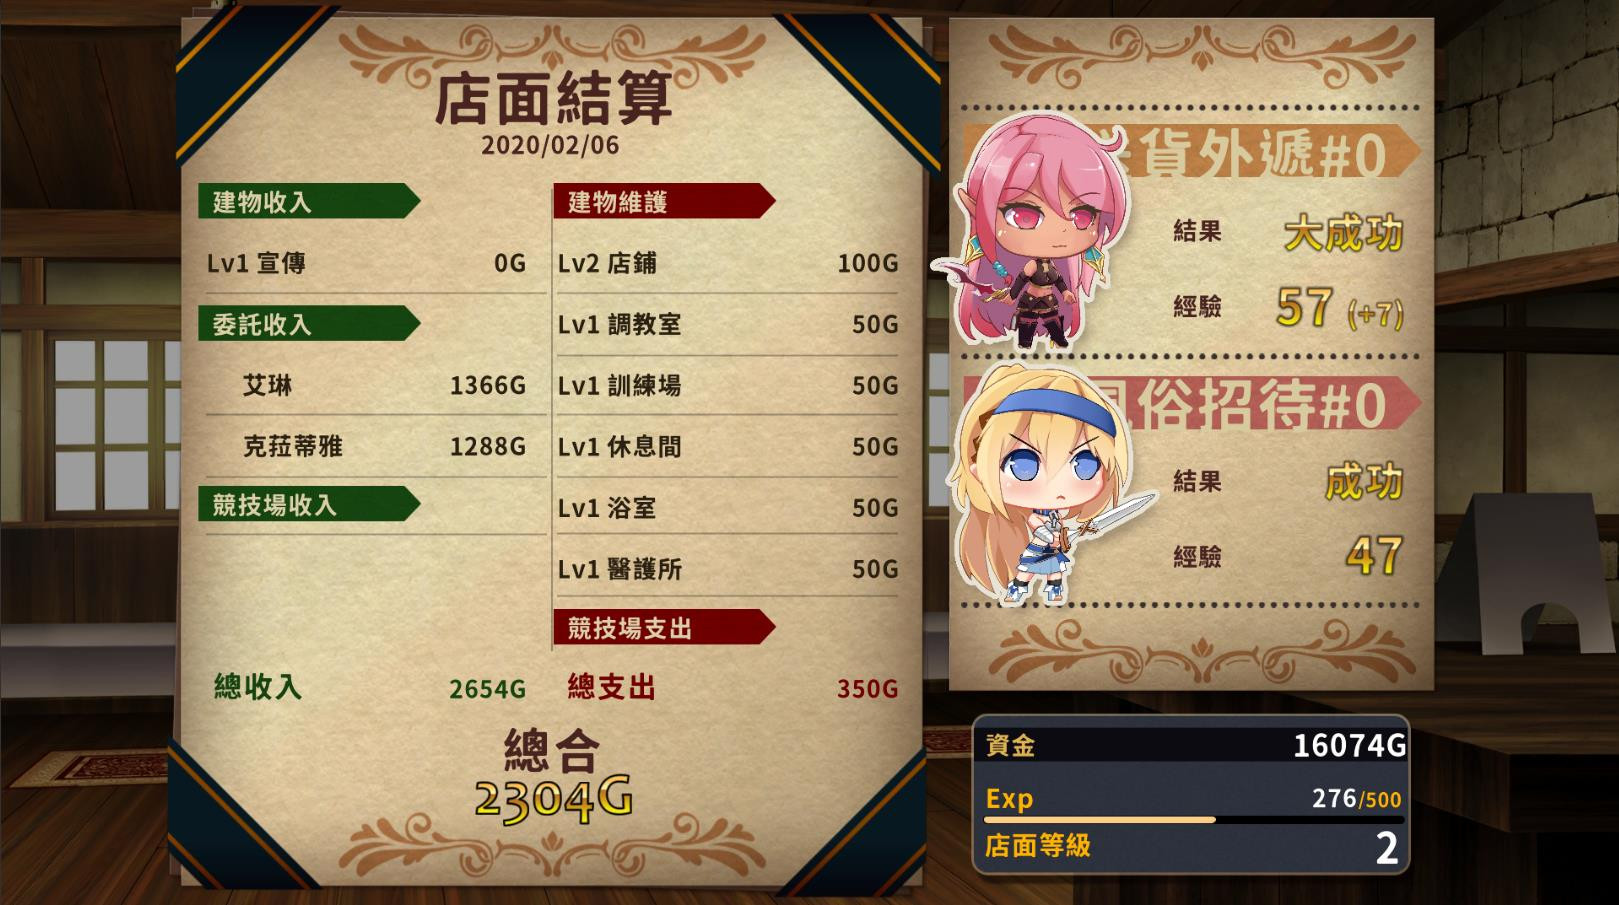 店面結算
2020/02/06
建物收入
Lv1 宣傳 0G
委託收入
艾琳 1366G
克菈蒂雅 1288G
競技場收入
總收入 2654G
建物維護
Lv2 店鋪 100G
Lv1 調教室 50G
Lv1 訓練場 50G
Lv1 休息間 50G
Lv1 浴室 50G
Lv1 醫護所 50G
競技場支出
總支出 350G
總合
2304G
貨外遞#0
結果 大成功
經驗 57 (+7)
俗招待#0
結果 成功
經驗 47
資金 16074G
Exp 276/500
店面等級 2